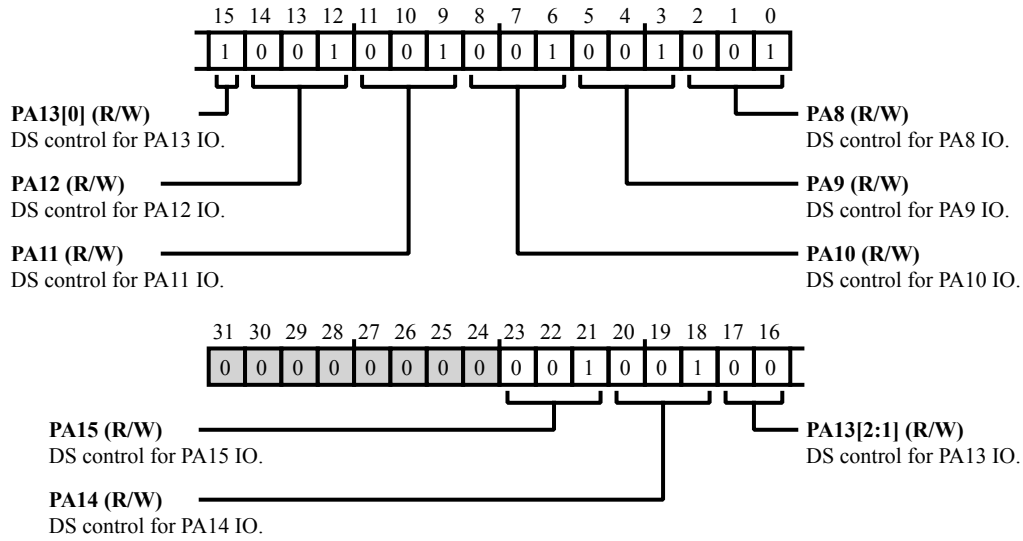 15 14 13 12 11 10 9 8 7 6 5 4 3 2 1 0
1 0 0 1 0 0 1 0 0 1 0 0 1 0 0 1
PA13[0] (R/W)
DS control for PA13 IO.
PA8 (R/W)
DS control for PA8 IO.
PA12 (R/W)
DS control for PA12 IO.
PA9 (R/W)
DS control for PA9 IO.
PA11 (R/W)
DS control for PA11 IO.
PA10 (R/W)
DS control for PA10 IO.
31 30 29 28 27 26 25 24 23 22 21 20 19 18 17 16
0 0 0 0 0 0 0 0 0 0 1 0 0 1 0 0
PA15 (R/W)
DS control for PA15 IO.
PA13[2:1] (R/W)
DS control for PA13 IO.
PA14 (R/W)
DS control for PA14 IO.